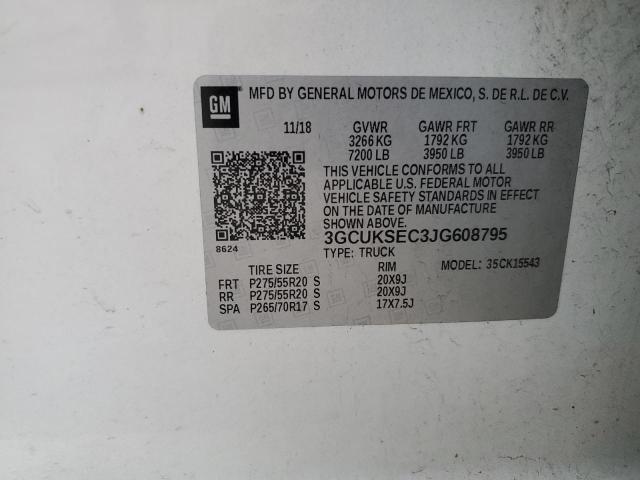 GM MFD BY GENERAL MOTORS DE MEXICO, S. DE R.L. DE C.V.
11/18 GVWR GAWR FRT GAWR RR
3266 KG 1792 KG 1792 KG
7200 LB 3950 LB 3950 LB
THIS VEHICLE CONFORMS TO ALL
APPLICABLE U.S. FEDERAL MOTOR
VEHICLE SAFETY STANDARDS IN EFFECT
ON THE DATE OF MANUFACTURE
SHOWN ABOVE.
8624
3GCUKSEC3JG608795
TYPE: TRUCK MODEL: 35CK15543
TIRE SIZE RIM
FRT P275/55R20 S 20X9J
RR P275/55R20 S 20X9J
SPA P265/70R17 S 17X7.5J